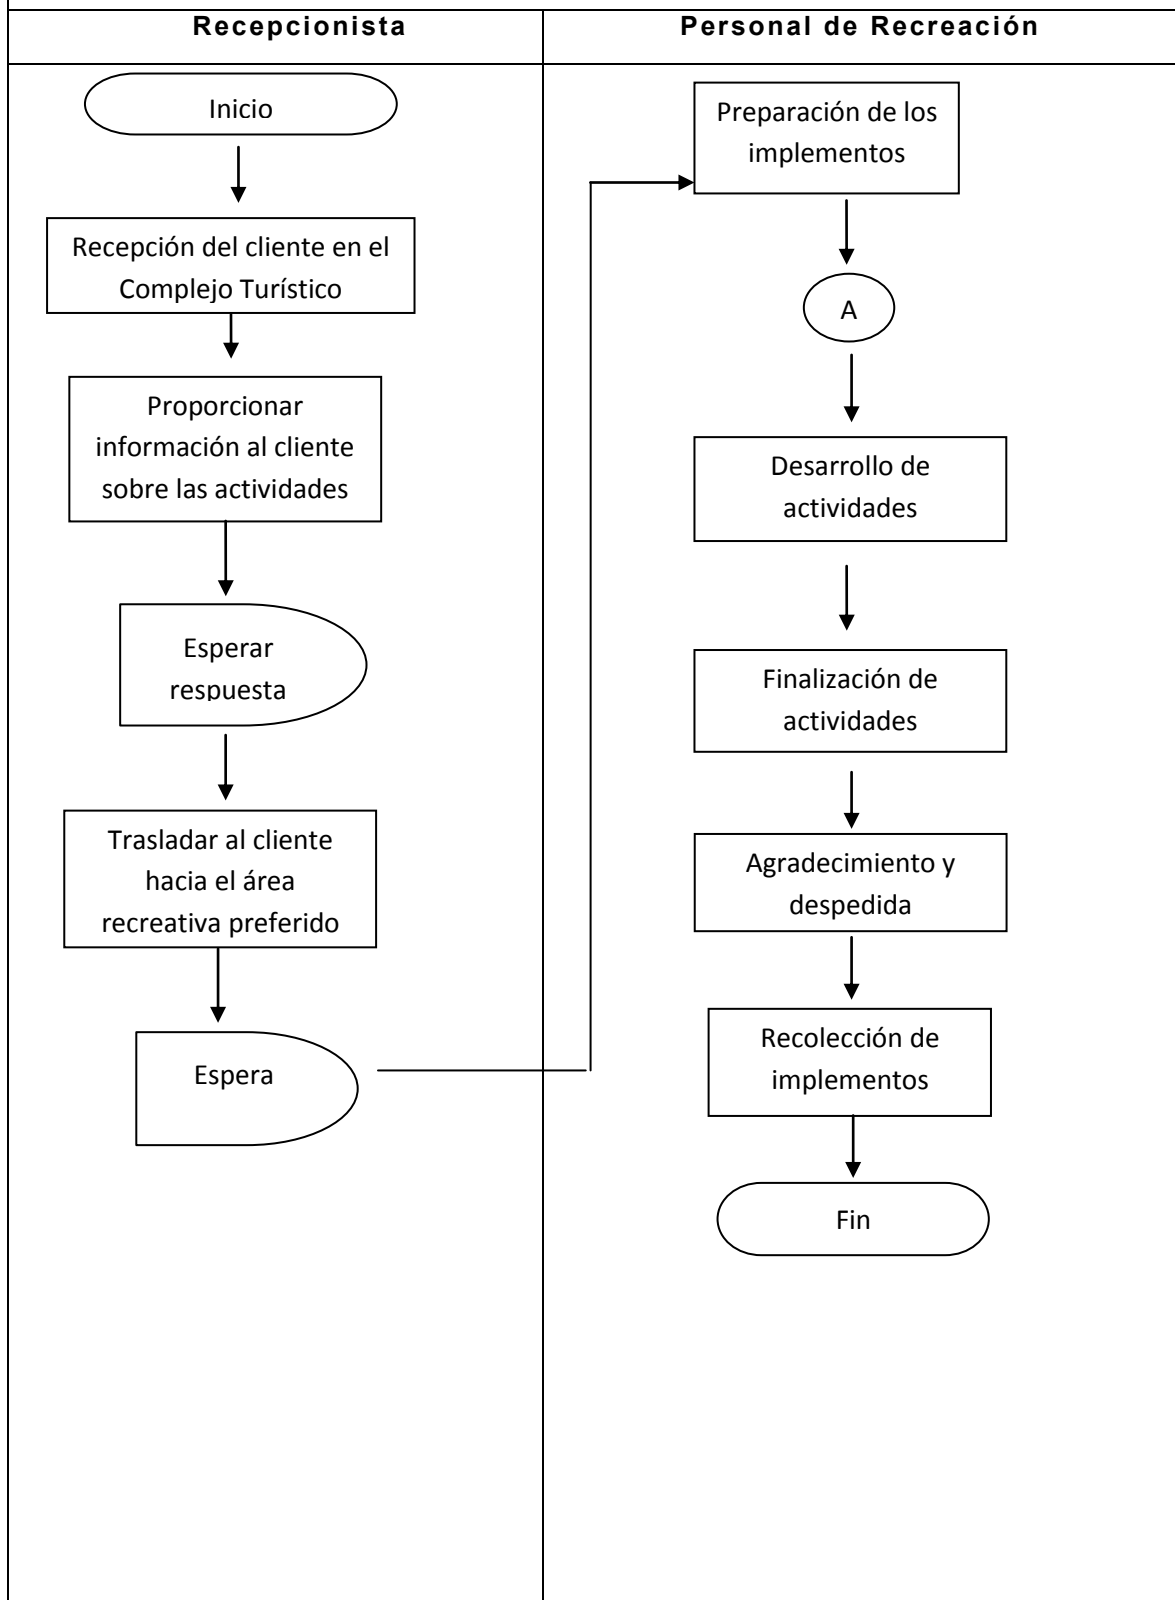 Recepcionista
Personal de Recreación
Inicio
Recepción del cliente en el
Complejo Turístico
Proporcionar
información al cliente
sobre las actividades
Esperar
respuesta
Trasladar al cliente
hacia el área
recreativa preferido
Espera
Preparación de los
implementos
A
Desarrollo de
actividades
Finalización de
actividades
Agradecimiento y
despedida
Recolección de
implementos
Fin